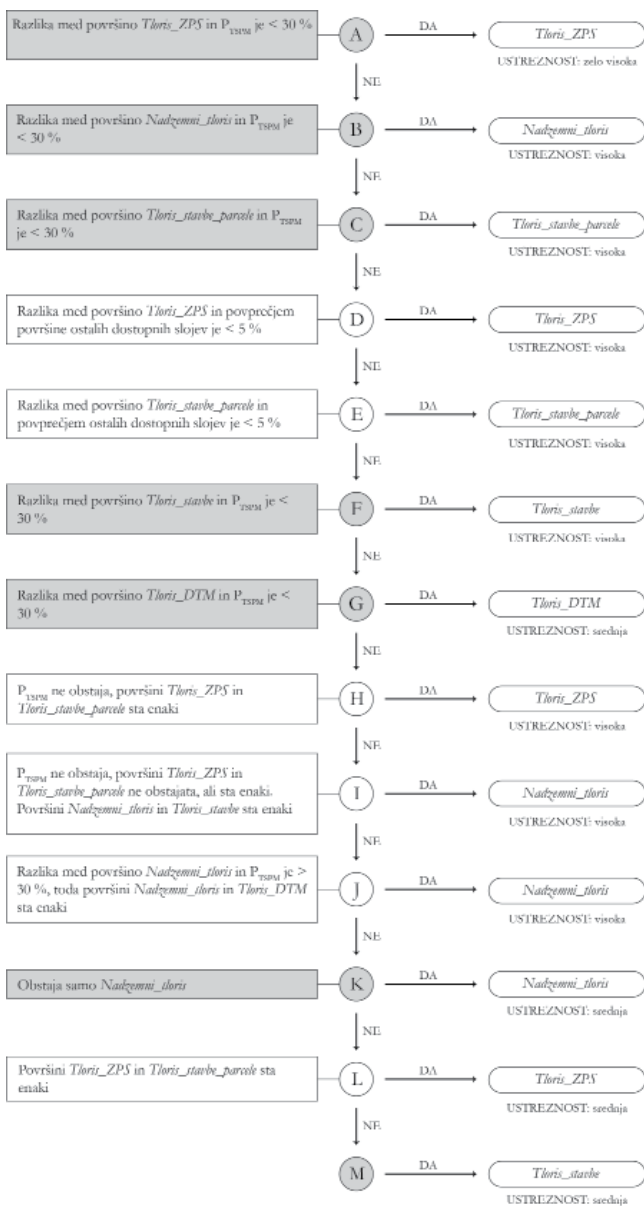 Razlika med površino Tloris_ZPS in P_TSPM je < 30 %
A
DA
Tloris_ZPS
USTREZNOST: zelo visoka
NE
Razlika med površino Nadzemni_tloris in P_TSPM je
< 30 %
B
DA
Nadzemni_tloris
USTREZNOST: visoka
NE
Razlika med površino Tloris_stavbe_parcele in P_TSPM
je < 30 %
C
DA
Tloris_stavbe_parcele
USTREZNOST: visoka
NE
Razlika med površino Tloris_ZPS in povprečjem
površine ostalih dostopnih slojev je < 5 %
D
DA
Tloris_ZPS
USTREZNOST: visoka
NE
Razlika med površino Tloris_stavbe_parcele in
povprečjem ostalih dostopnih slojev je < 5 %
E
DA
Tloris_stavbe_parcele
USTREZNOST: visoka
NE
Razlika med površino Tloris_stavbe in P_TSPM je <
30 %
F
DA
Tloris_stavbe
USTREZNOST: visoka
NE
Razlika med površino Tloris_DTM in P_TSPM je <
30 %
G
DA
Tloris_DTM
USTREZNOST: srednja
NE
P_TSPM ne obstaja, površini Tloris_ZPS in
Tloris_stavbe_parcele sta enaki
H
DA
Tloris_ZPS
USTREZNOST: visoka
NE
P_TSPM ne obstaja, površini Tloris_ZPS in
Tloris_stavbe_parcele ne obstajata, ali sta enaki.
Površini Nadzemni_tloris in Tloris_stavbe sta enaki
I
DA
Nadzemni_tloris
USTREZNOST: visoka
NE
Razlika med površino Nadzemni_tloris in P_TSPM je >
30 %, toda površini Nadzemni_tloris in Tloris_DTM
sta enaki
J
DA
Nadzemni_tloris
USTREZNOST: visoka
NE
Obstaja samo Nadzemni_tloris
K
DA
Nadzemni_tloris
USTREZNOST: srednja
NE
Površini Tloris_ZPS in Tloris_stavbe_parcele sta
enaki
L
DA
Tloris_ZPS
USTREZNOST: srednja
NE
M
DA
Tloris_stavbe
USTREZNOST: srednja